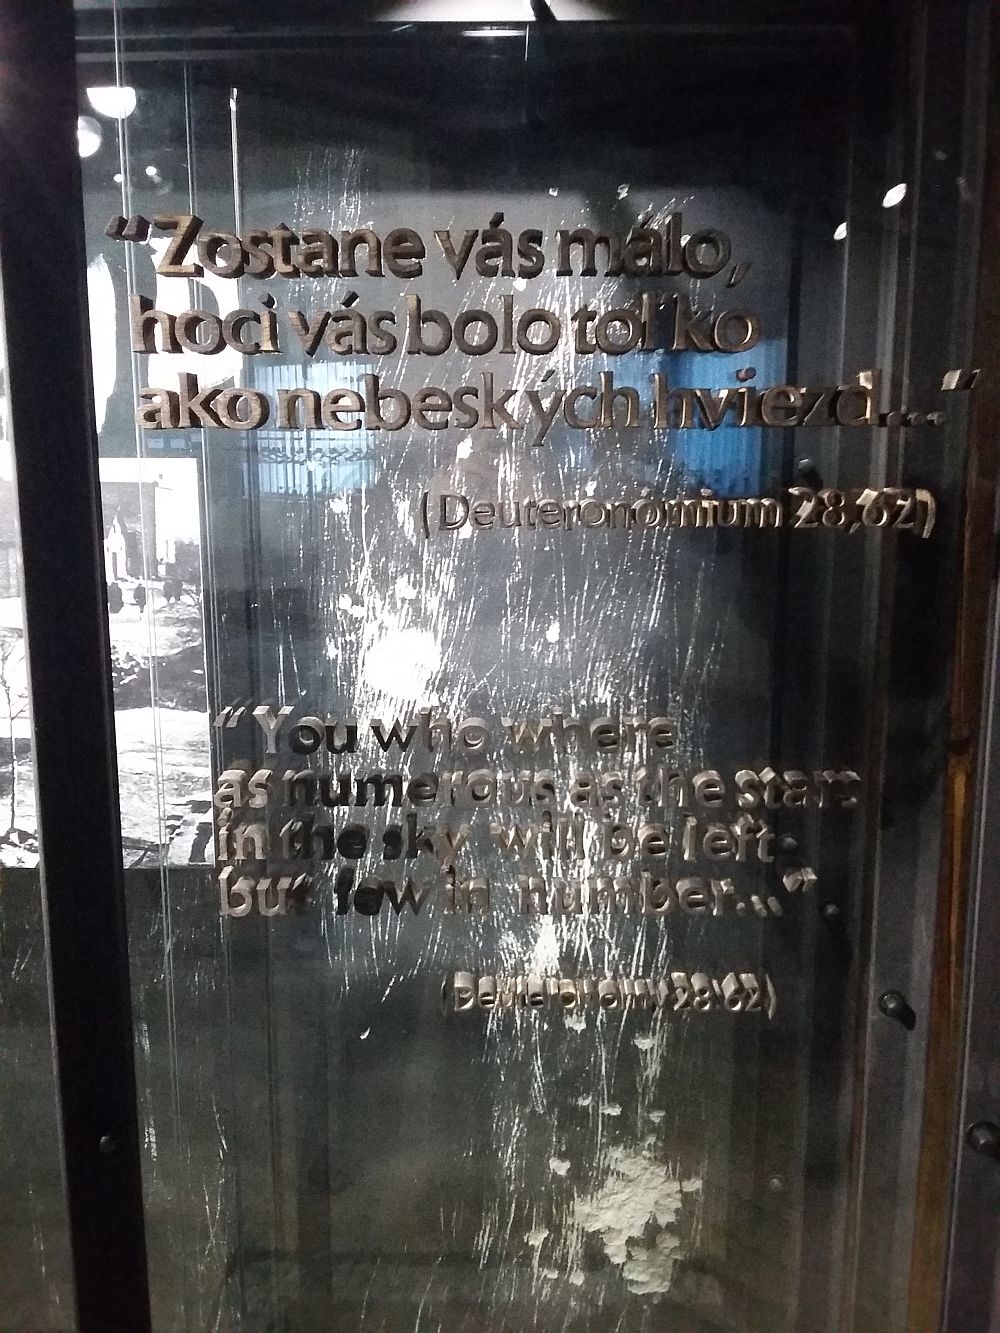 “Zostane vás málo,
hoci vás bolo toľko
ako nebeských hviezd...“
(Deuteronómium 28,62)
“You who where
as numerous as the stars
in the sky will be left
but few in number...“
(Deuteronomy 28:62)